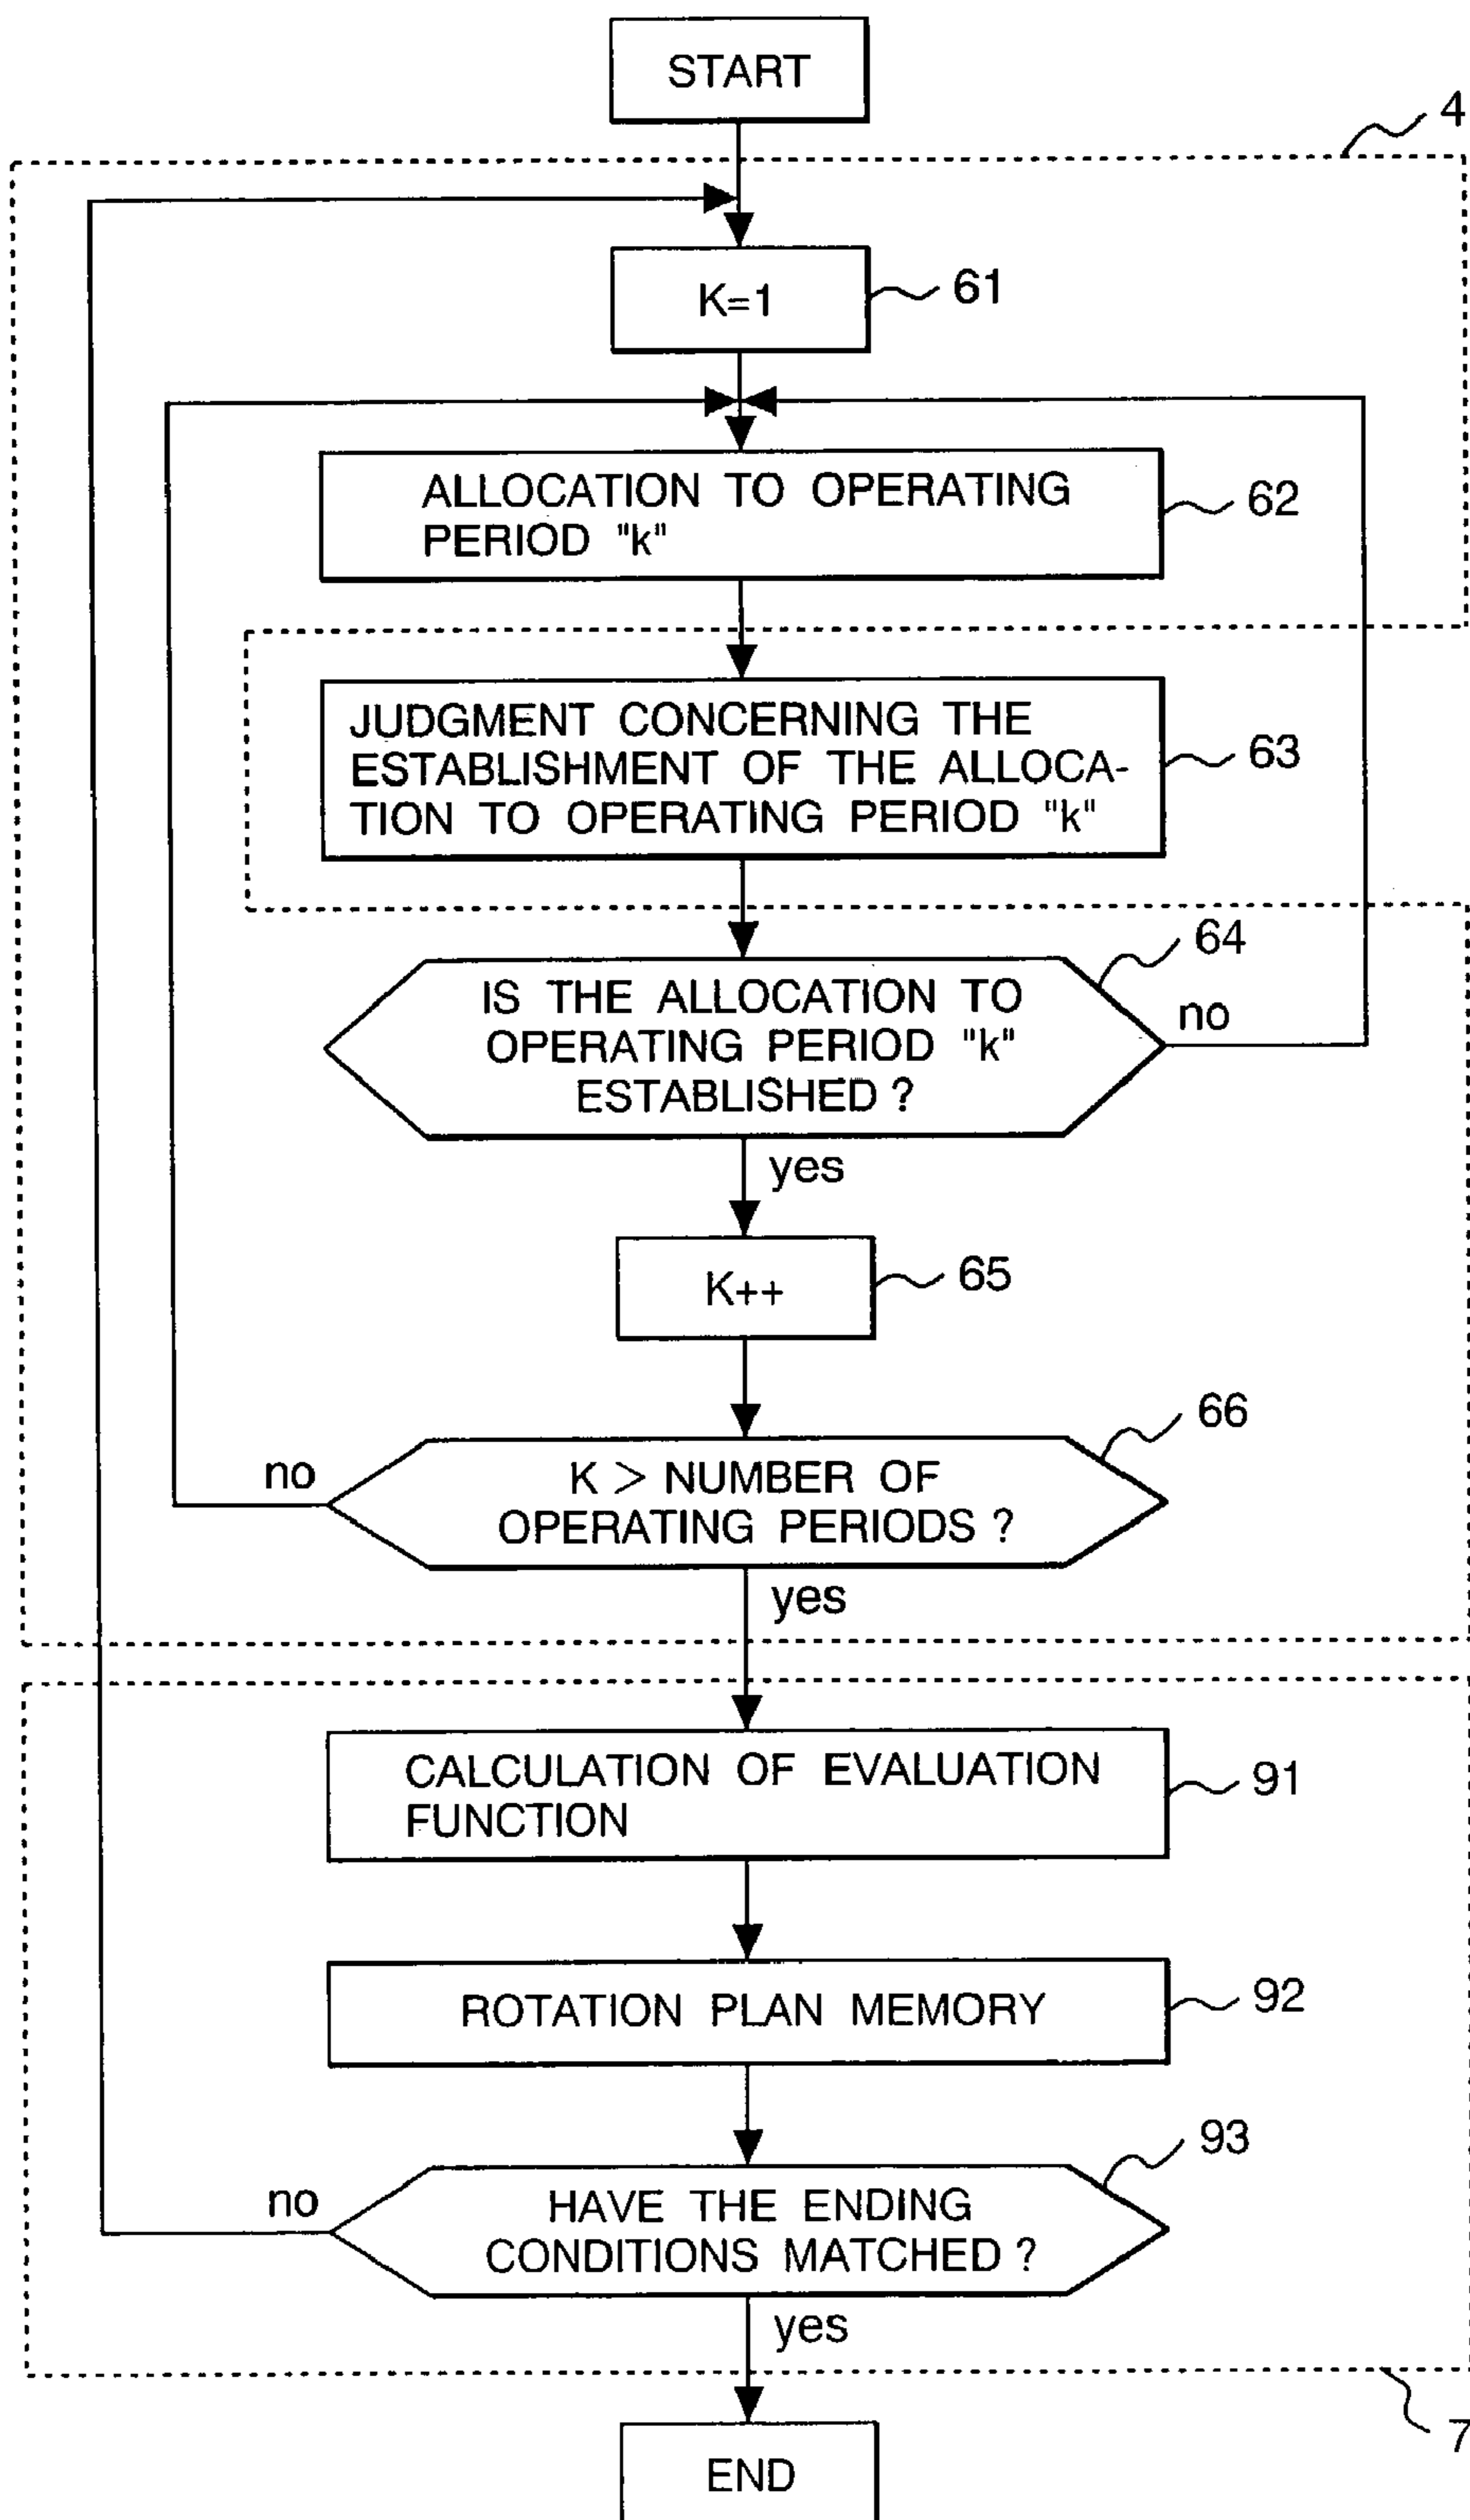 START
4
K=1
61
ALLOCATION TO OPERATING
PERIOD "k"
62
JUDGMENT CONCERNING THE
ESTABLISHMENT OF THE ALLOCA-
TION TO OPERATING PERIOD "k"
63
64
IS THE ALLOCATION TO
OPERATING PERIOD "k"
ESTABLISHED ?
no
yes
K++
65
66
no
K > NUMBER OF
OPERATING PERIODS ?
yes
CALCULATION OF EVALUATION
FUNCTION
91
ROTATION PLAN MEMORY
92
93
no
HAVE THE ENDING
CONDITIONS MATCHED ?
yes
7
END